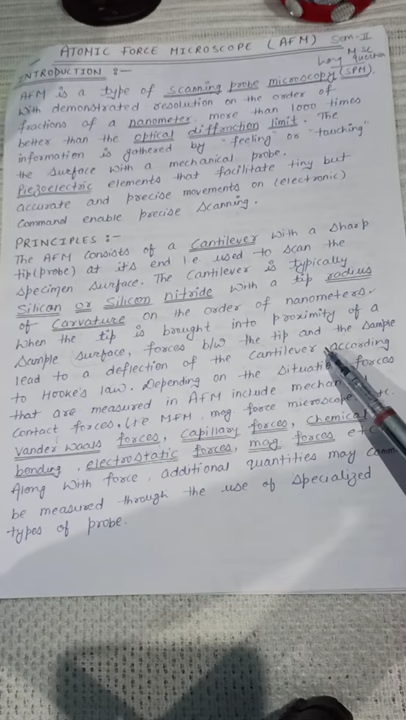 ATOMIC FORCE MICROSCOPE (AFM) Sem-II
M.SC
long question
INTRODUCTION :-
AFM is a type of scanning probe microscopy (SPM),
with demonstrated resolution on the order of
fractions of a nanometer, more than 1000 times
better than the optical diffraction limit. The
information is gathered by "feeling" or "touching"
the surface with a mechanical probe.
Piezoelectric elements that facilitate tiny but
accurate and precise movements on (electronic)
Command enable precise scanning.
PRINCIPLES :-
The AFM consists of a Cantilever with a sharp
tip (probe) at it's end i.e used to scan the
specimen surface. The Cantilever is typically
Silicon or Silicon nitride with a tip radius
of Curvature on the order of nanometers.
When the tip is brought into proximity of a
Sample surface, forces b/w the tip and the sample
lead to a deflection of the Cantilever according
to Hooke's law. Depending on the situation forces
that are measured in AFM include
Contact forces. MFM, mag force microscope
Vander Waals forces, Capillary forces, Chemical
bonding, electrostatic forces, mag forces
Along with force, additional quantities may
be measured through the use of specialized
types of probe.